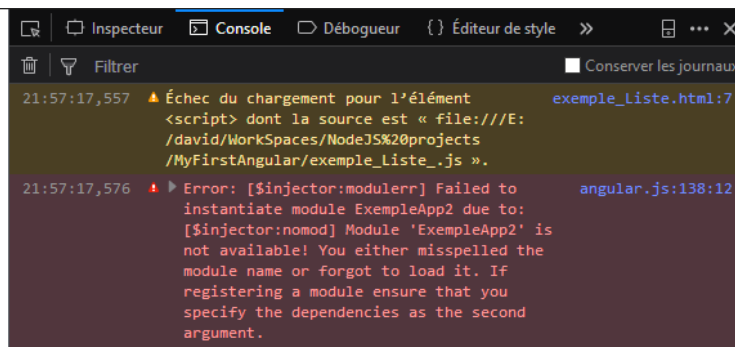 Inspecteur Console Débogueur {} Éditeur de style »
Filtrer Conserver les journaux
21:57:17,557 Échec du chargement pour l’élément exemple_Liste.html:7
<script> dont la source est « file:///E:
/david/WorkSpaces/NodeJS%20projects
/MyFirstAngular/exemple_Liste_.js ».
21:57:17,576 Error: [$injector:modulerr] Failed to angular.js:138:12
instantiate module ExempleApp2 due to:
[$injector:nomod] Module 'ExempleApp2' is
not available! You either misspelled the
module name or forgot to load it. If
registering a module ensure that you
specify the dependencies as the second
argument.